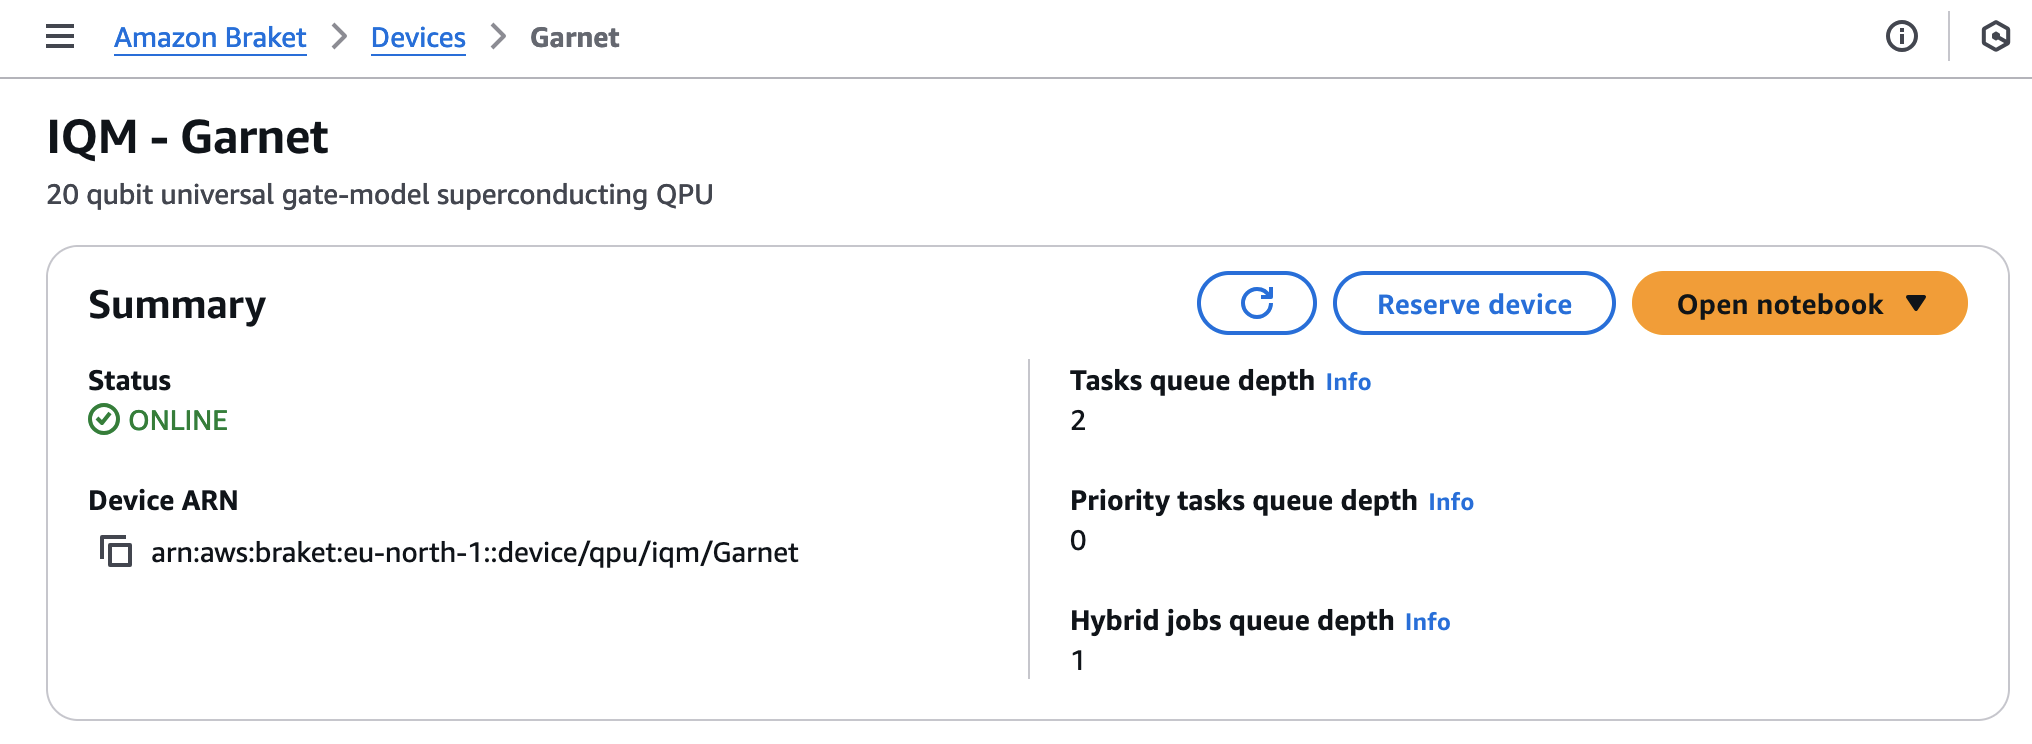 Amazon Braket > Devices > Garnet
IQM - Garnet
20 qubit universal gate-model superconducting QPU
Summary
Reserve device
Open notebook
Status
ONLINE
Device ARN
arn:aws:braket:eu-north-1::device/qpu/iqm/Garnet
Tasks queue depth Info
2
Priority tasks queue depth Info
0
Hybrid jobs queue depth Info
1